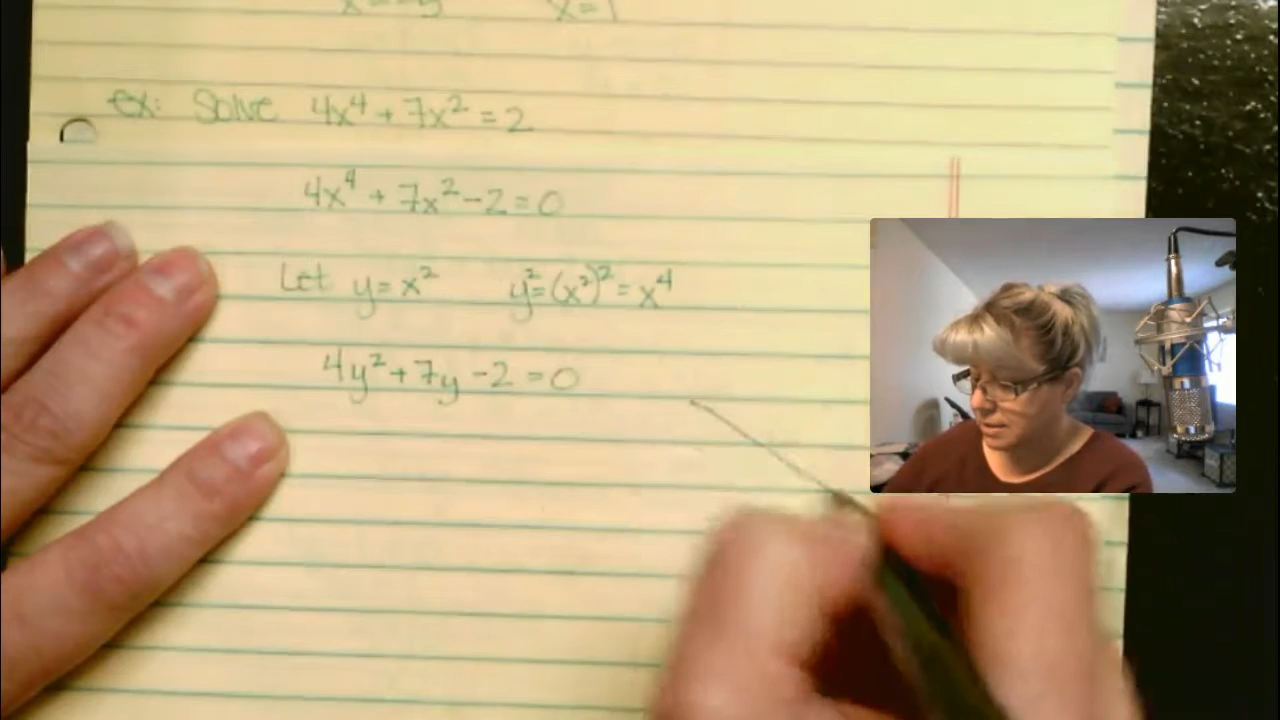 x=1
ex: Solve 4x⁴ + 7x² = 2
4x⁴ + 7x² - 2 = 0
Let y = x² y² = (x²)² = x⁴
4y² + 7y - 2 = 0